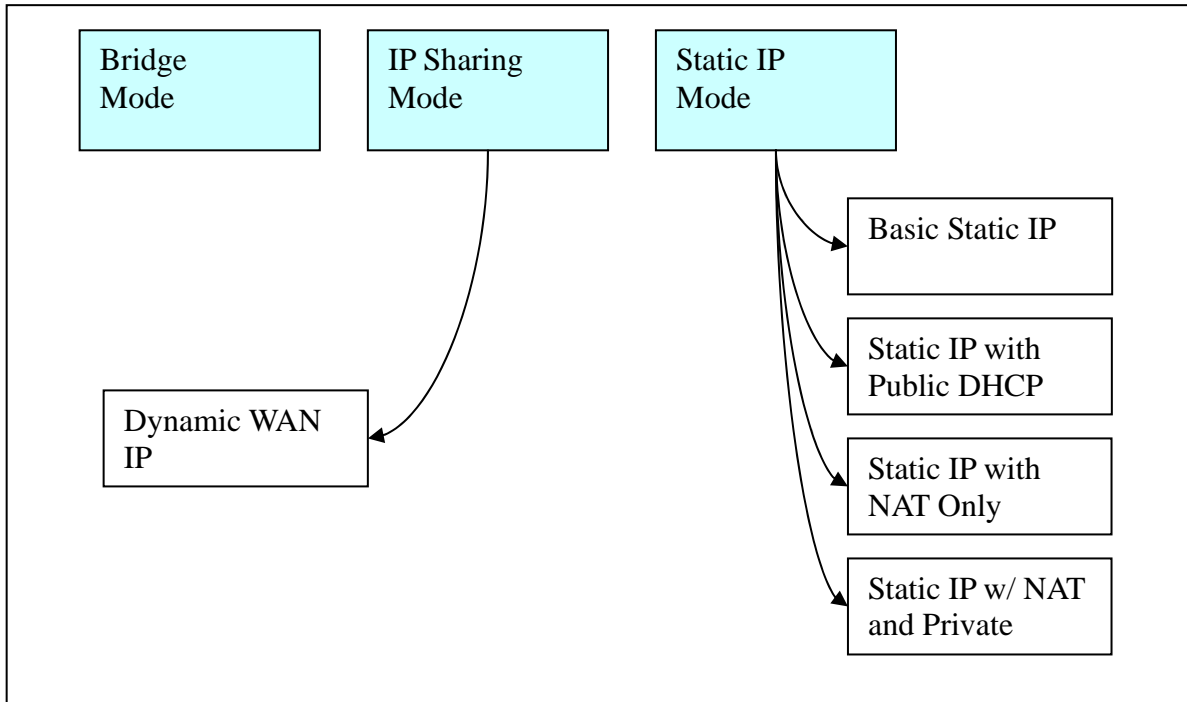 Bridge
Mode
IP Sharing
Mode
Static IP
Mode
Basic Static IP
Static IP with
Public DHCP
Dynamic WAN
IP
Static IP with
NAT Only
Static IP w/ NAT
and Private